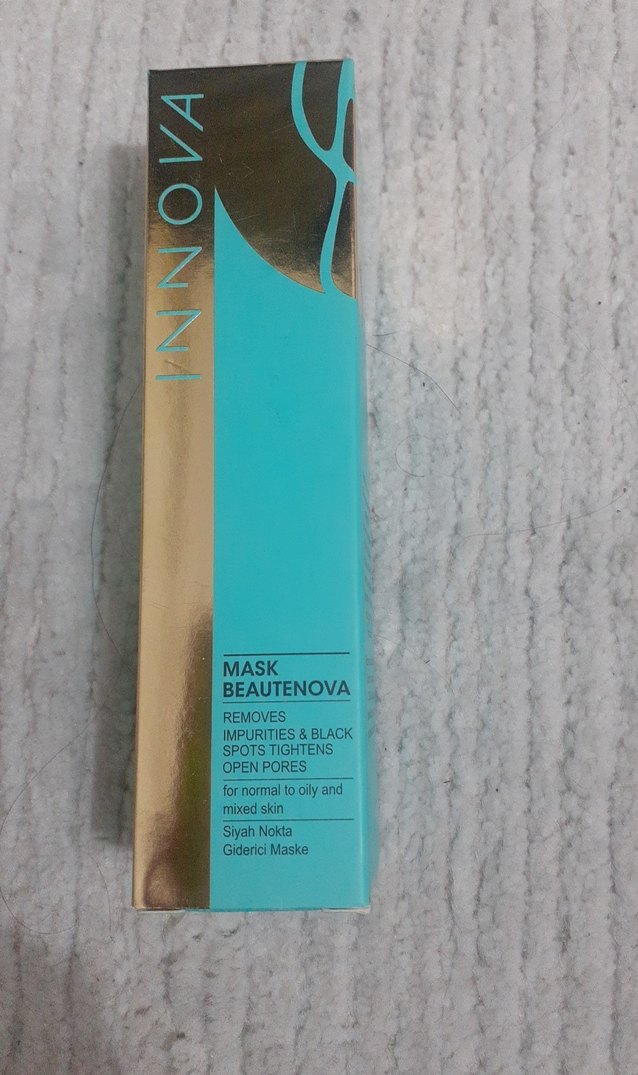 INNOVA
MASK
BEAUTENOVA
REMOVES
IMPURITIES & BLACK
SPOTS TIGHTENS
OPEN PORES
for normal to oily and
mixed skin
Siyah Nokta
Giderici Maske